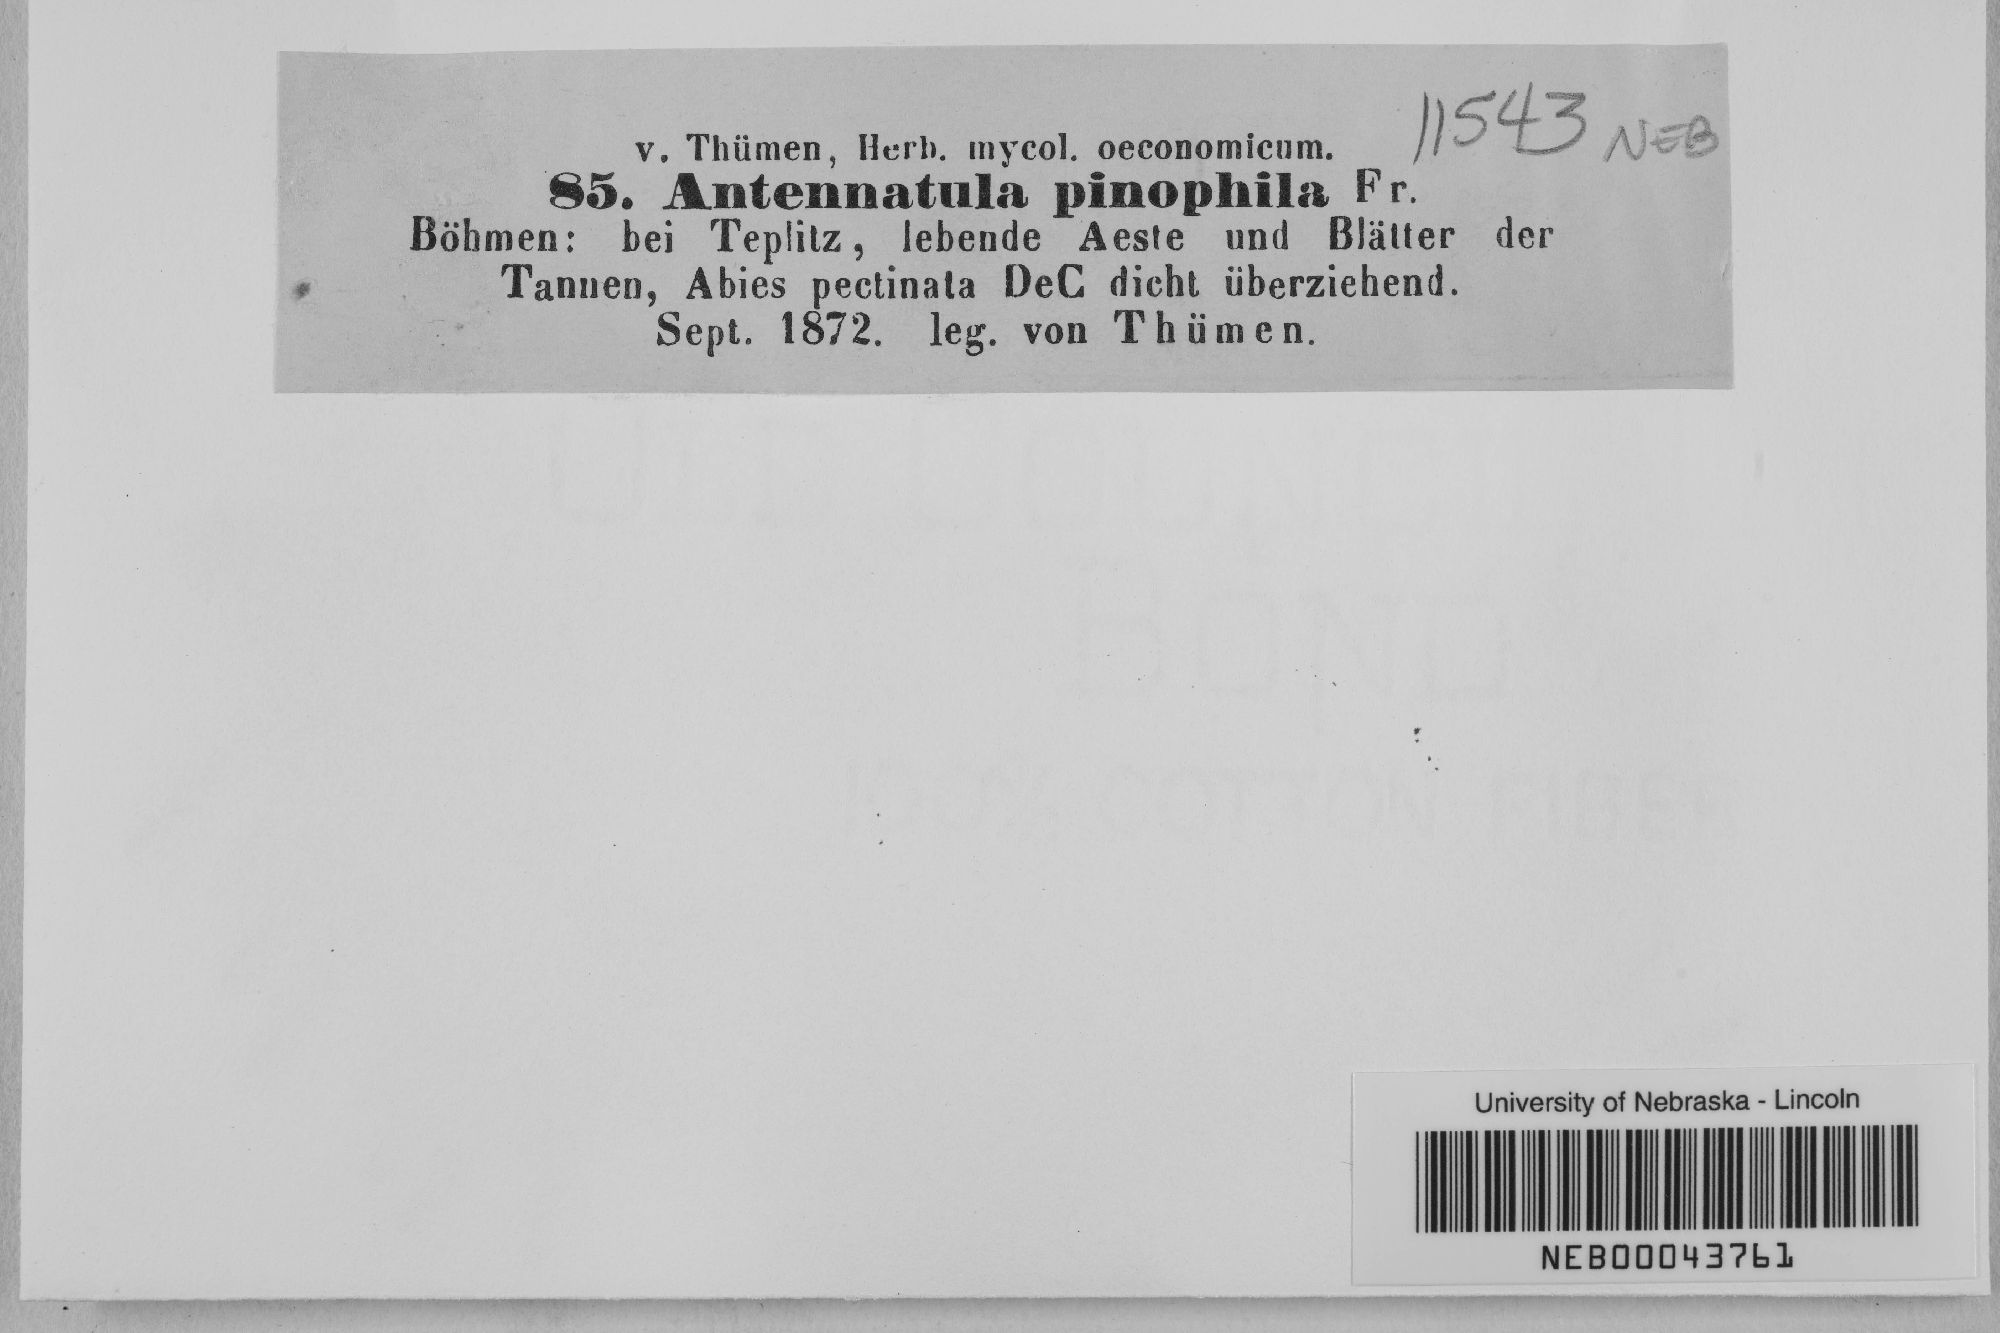 11543 NEB
v. Thümen, Herb. mycol. oeconomicum.
85. Antennatula pinophila Fr.
Böhmen: bei Teplitz, lebende Aeste und Blätter der
Tannen, Abies pectinata DeC dicht überziehend.
Sept. 1872. leg. von Thümen.
University of Nebraska - Lincoln
NEB00043761